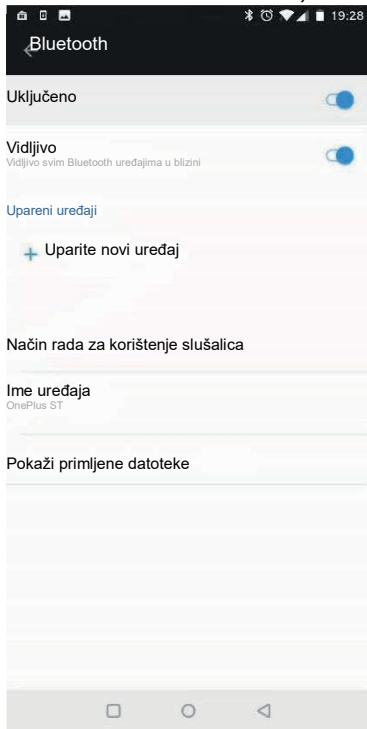 19:28
Bluetooth
Uključeno
Vidljivo
Vidljivo svim Bluetooth uređajima u blizini
Upareni uređaji
+ Uparite novi uređaj
Način rada za korištenje slušalica
Ime uređaja
OnePlus ST
Pokaži primljene datoteke